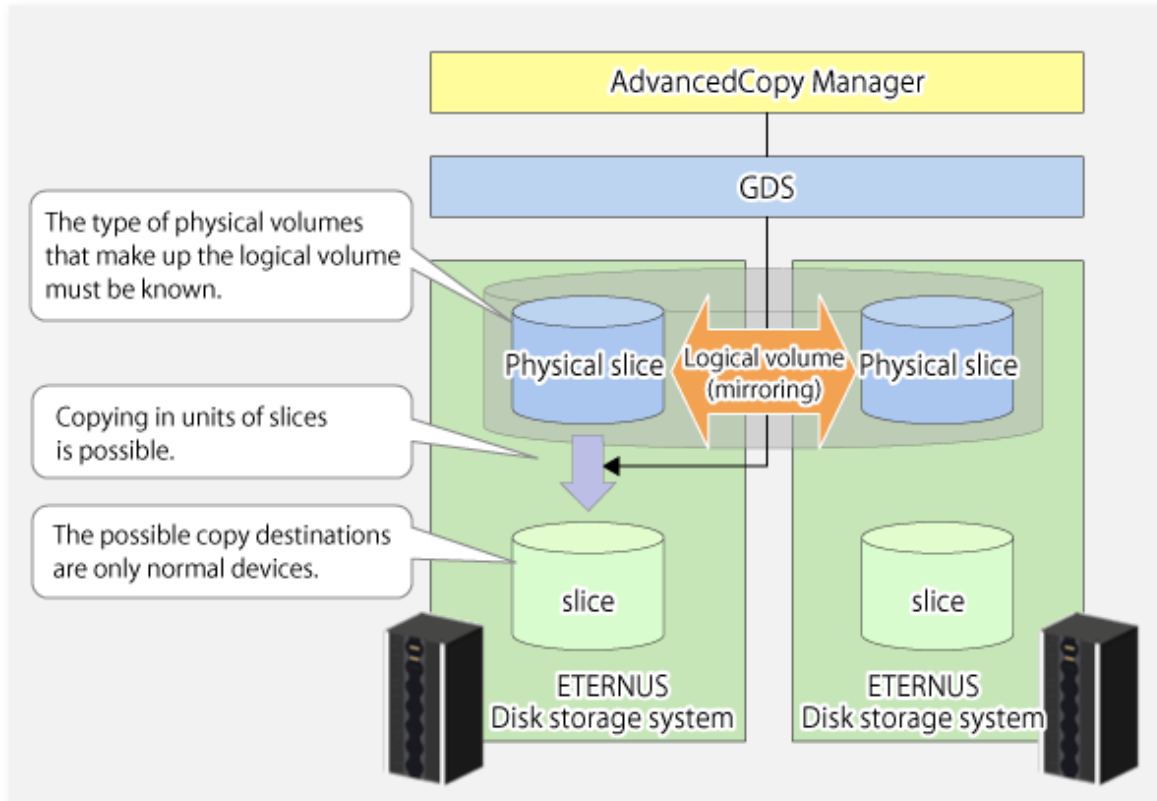 AdvancedCopy Manager
GDS
The type of physical volumes
that make up the logical volume
must be known.
Physical slice
Logical volume
(mirroring)
Physical slice
Copying in units of slices
is possible.
The possible copy destinations
are only normal devices.
slice
slice
ETERNUS
Disk storage system
ETERNUS
Disk storage system